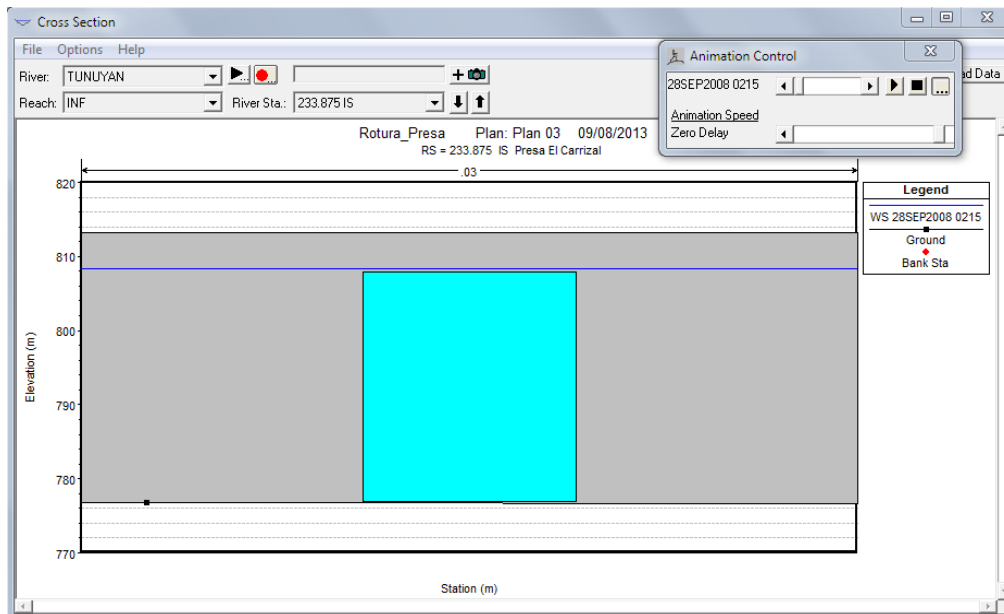 Cross Section
File Options Help
River: TUNUYAN
Reach: INF River Sta.: 233.875 IS
Animation Control
28SEP2008 0215
Animation Speed
Zero Delay
ad Data
Rotura_Presa Plan: Plan 03 09/08/2013
RS = 233.875 IS Presa El Carrizal
.03
820
810
800
790
780
770
Elevation (m)
Station (m)
Legend
WS 28SEP2008 0215
Ground
Bank Sta